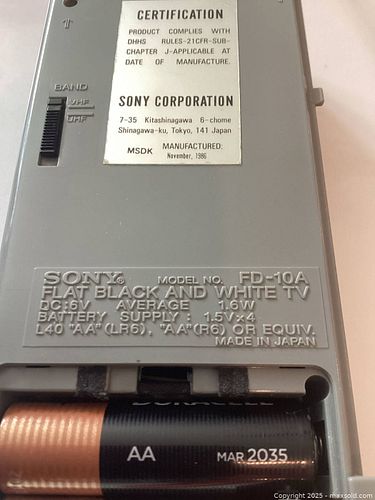 CERTIFICATION
PRODUCT COMPLIES WITH
DHHS RULES-21CFR-SUB-
CHAPTER J-APPLICABLE AT
DATE OF MANUFACTURE.
SONY CORPORATION
7-35 Kitashinagawa 6-chome
Shinagawa-ku, Tokyo, 141 Japan
MSDK MANUFACTURED:
November, 1986
1
BAND
VHF
UHF
SONY® MODEL NO. FD-10A
FLAT BLACK AND WHITE TV
DC:6V AVERAGE 1.6W
BATTERY SUPPLY : 1.5V×4
L40 "AA"(LR6), "AA"(R6) OR EQUIV.
MADE IN JAPAN
DURACELL
AA MAR 2035
Copyright © 2025 - maxsold.com